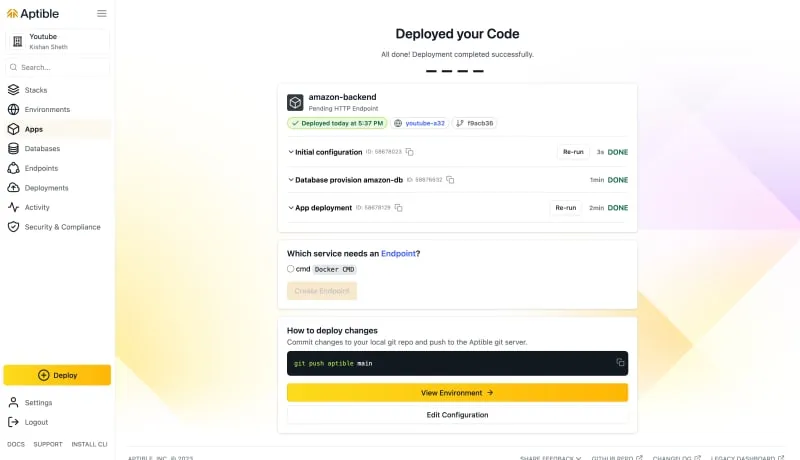 Aptible
Youtube
Kishan Sheth
Search...
Stacks
Environments
Apps
Databases
Endpoints
Deployments
Activity
Security & Compliance
Deploy
Settings
Logout
DOCS SUPPORT INSTALL CLI
Deployed your Code
All done! Deployment completed successfully.
amazon-backend
Pending HTTP Endpoint
Deployed today at 5:37 PM youtube-a32 f9acb36
Initial configuration ID: 58678023 Re-run 3s DONE
Database provision amazon-db ID: 58676632 1min DONE
App deployment ID: 58678129 Re-run 2min DONE
Which service needs an Endpoint?
cmd Docker CMD
Create Endpoint
How to deploy changes
Commit changes to your local git repo and push to the Aptible git server.
git push aptible main
View Environment
Edit Configuration
APTIBLE, INC. © 2023 SHARE FEEDBACK GITHUB REPO CHANGELOG LEGACY DASHBOARD